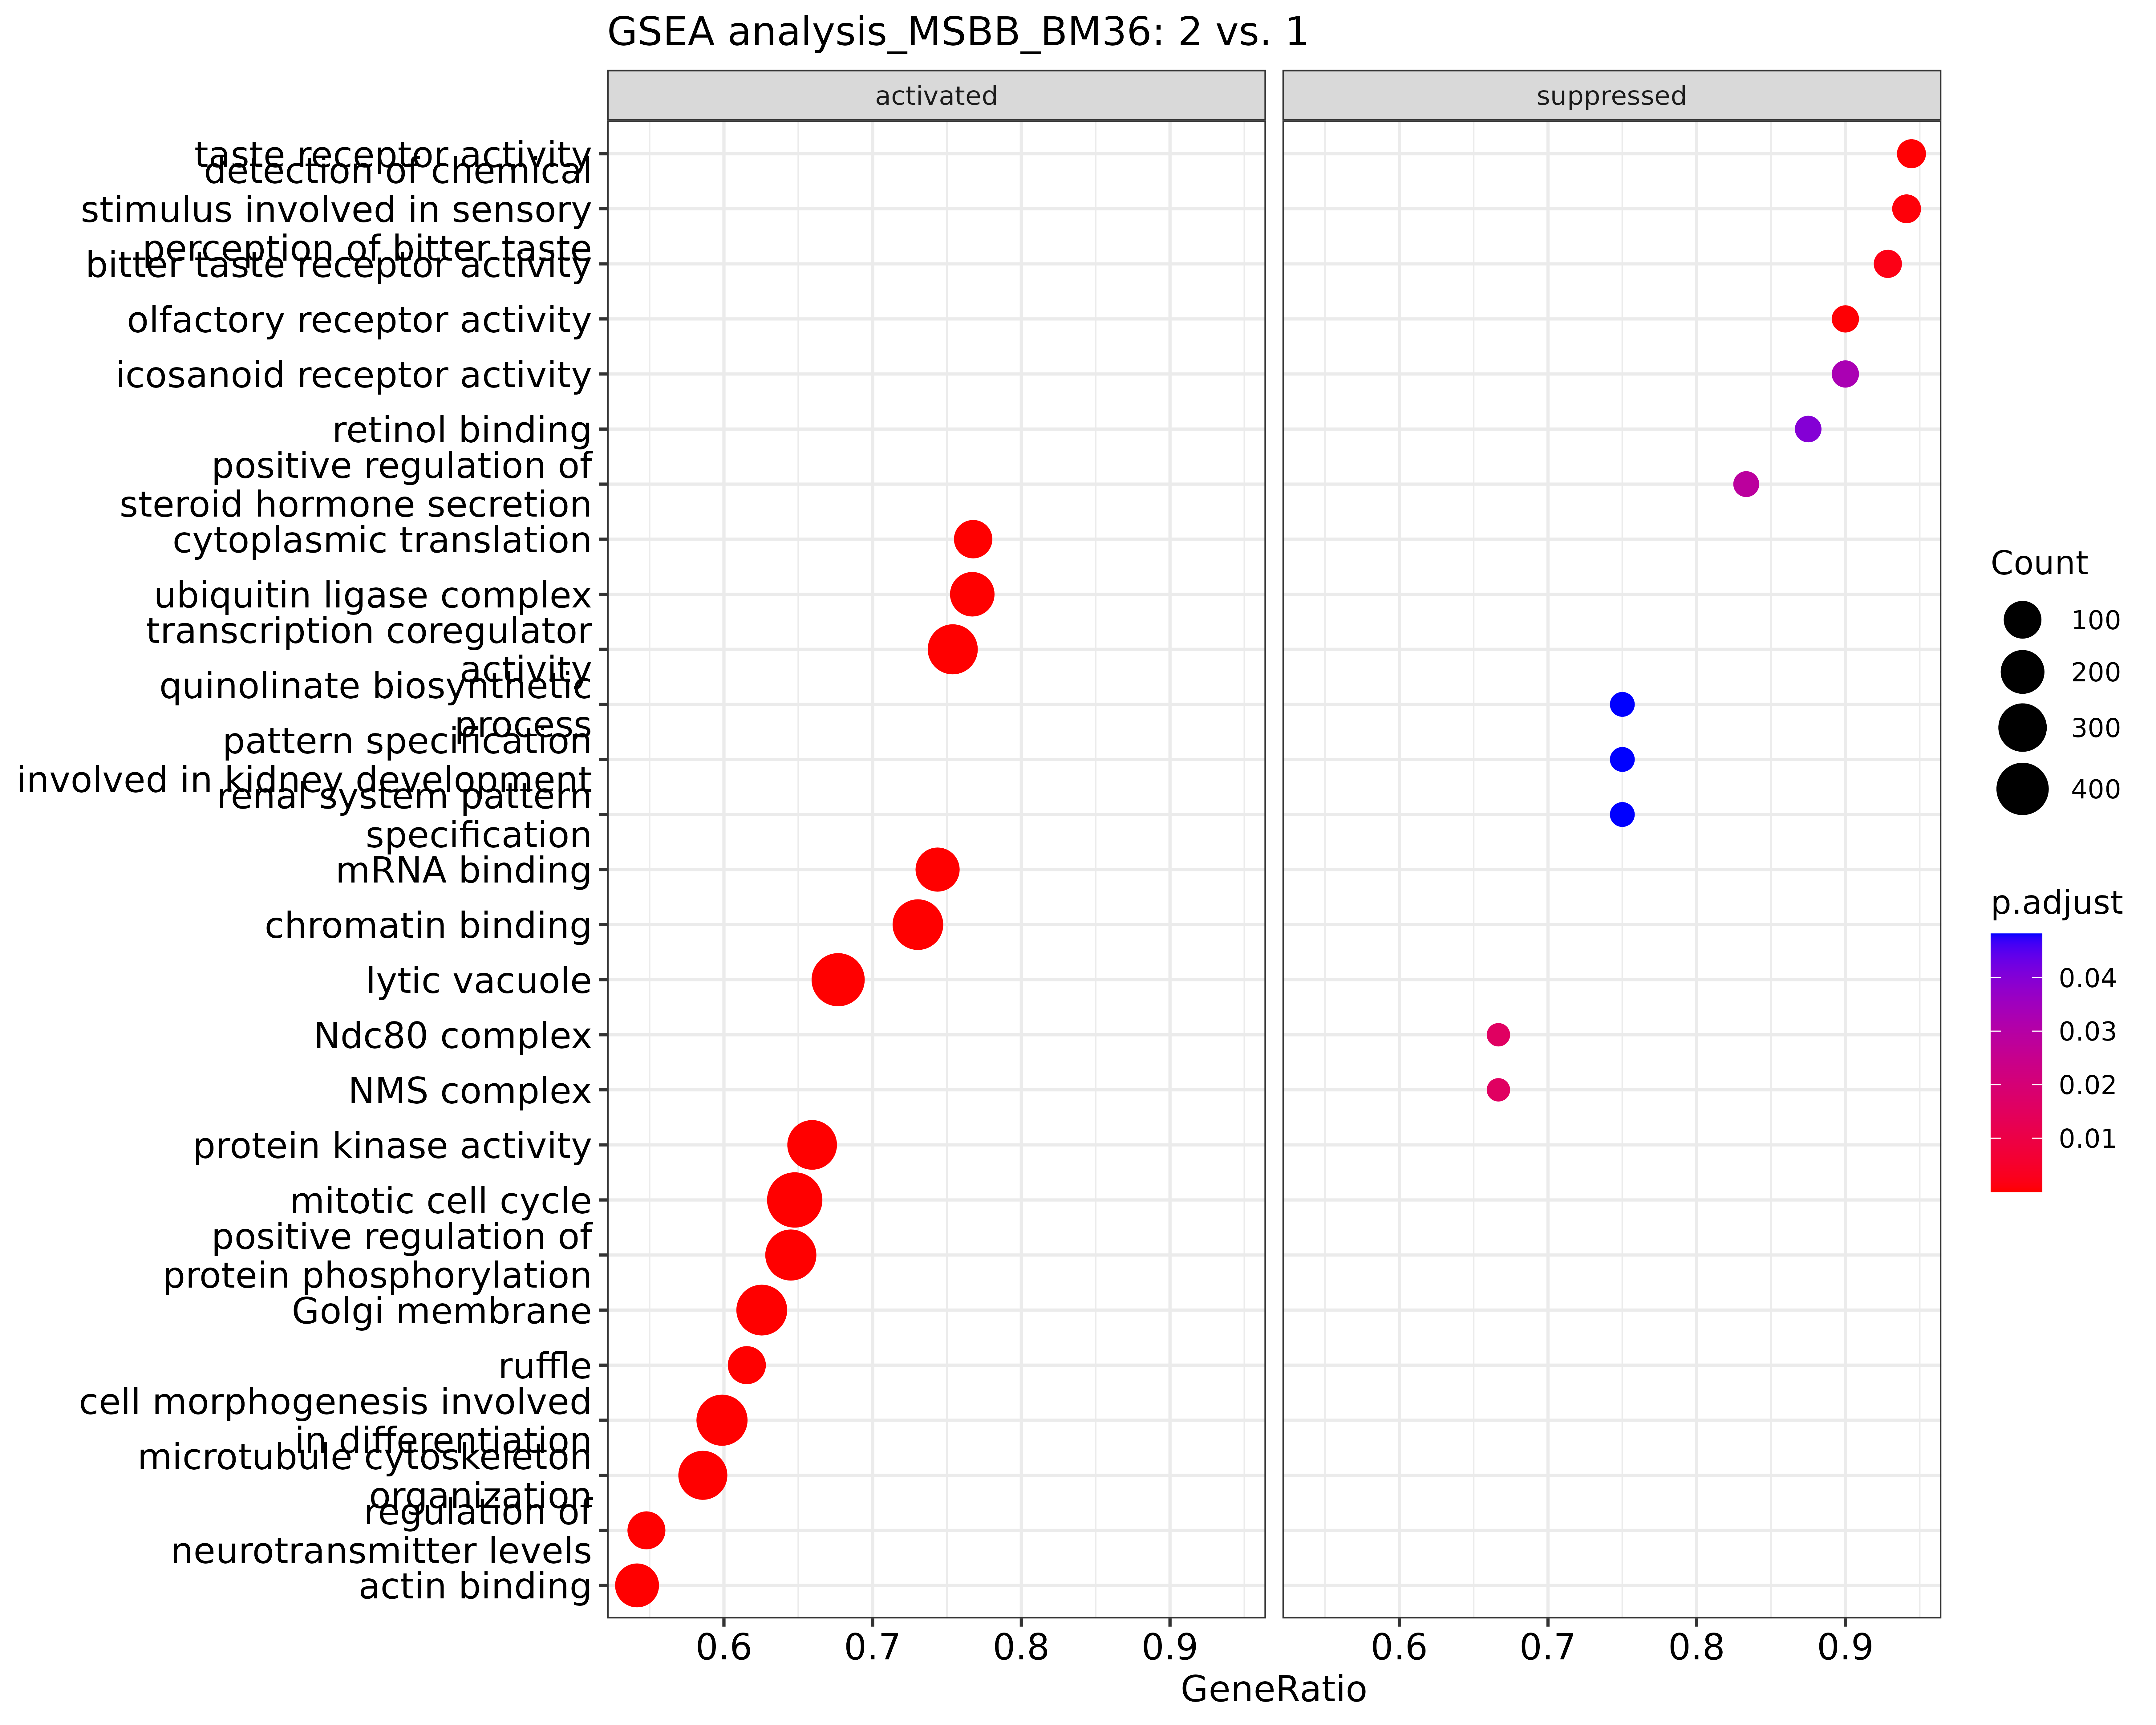 GSEA analysis_MSBB_BM36: 2 vs. 1
activated
suppressed
taste receptor activity
detection of chemical
stimulus involved in sensory
perception of bitter taste
bitter taste receptor activity
olfactory receptor activity
icosanoid receptor activity
retinol binding
positive regulation of
steroid hormone secretion
cytoplasmic translation
ubiquitin ligase complex
transcription coregulator
activity
quinolinate biosynthetic
process
pattern specification
involved in kidney development
renal system pattern
specification
mRNA binding
chromatin binding
lytic vacuole
Ndc80 complex
NMS complex
protein kinase activity
mitotic cell cycle
positive regulation of
protein phosphorylation
Golgi membrane
ruffle
cell morphogenesis involved
in differentiation
microtubule cytoskeleton
organization
regulation of
neurotransmitter levels
actin binding
0.6 0.7 0.8 0.9
0.6 0.7 0.8 0.9
GeneRatio
Count
100
200
300
400
p.adjust
0.04
0.03
0.02
0.01